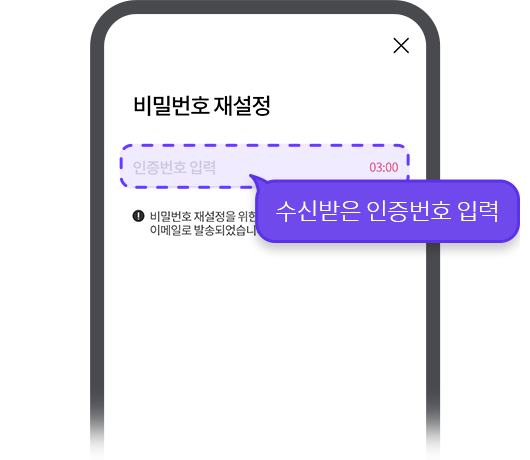 비밀번호 재설정
인증번호 입력
03:00
비밀번호 재설정을 위한
이메일로 발송되었습니
수신받은 인증번호 입력